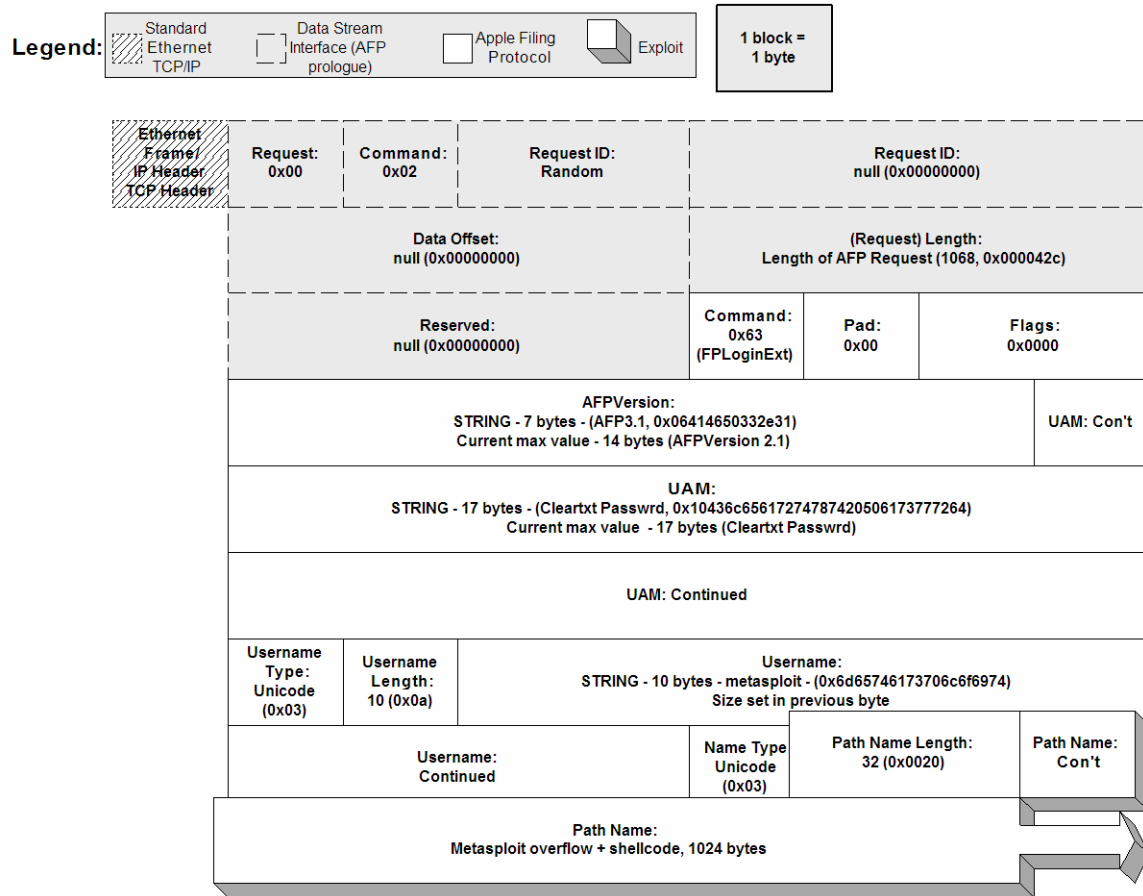 Legend:
Standard
Ethernet
TCP/IP
Data Stream
Interface (AFP
prologue)
Apple Filing
Protocol
Exploit
1 block =
1 byte
Ethernet
Frame/
IP Header
TCP Header
Request:
0x00
Command:
0x02
Request ID:
Random
Request ID:
null (0x00000000)
Data Offset:
null (0x00000000)
(Request) Length:
Length of AFP Request (1068, 0x000042c)
Reserved:
null (0x00000000)
Command:
0x63
(FPLoginExt)
Pad:
0x00
Flags:
0x0000
AFPVersion:
STRING - 7 bytes - (AFP3.1, 0x06414650332e31)
Current max value - 14 bytes (AFPVersion 2.1)
UAM: Con't
UAM:
STRING - 17 bytes - (Cleartxt Passwrd, 0x10436c656172747874205061737​77264)
Current max value - 17 bytes (Cleartxt Passwrd)
UAM: Continued
Username
Type:
Unicode
(0x03)
Username
Length:
10 (0x0a)
Username:
STRING - 10 bytes - metasploit - (0x6d65746173706c6f6974)
Size set in previous byte
Username:
Continued
Name Type
Unicode
(0x03)
Path Name Length:
32 (0x0020)
Path Name:
Con't
Path Name:
Metasploit overflow + shellcode, 1024 bytes